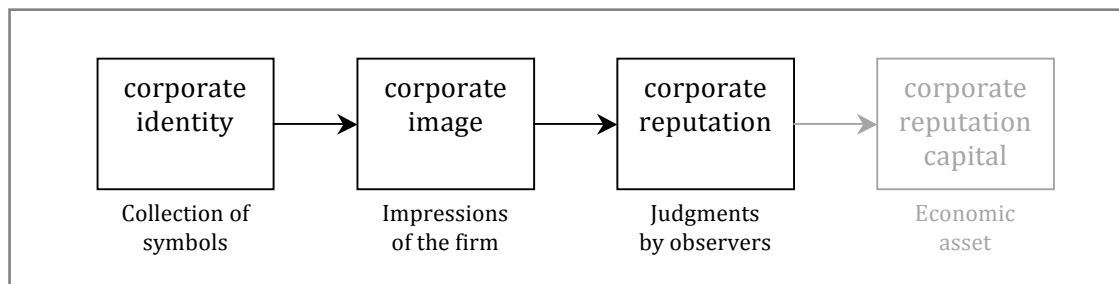 corporate
identity
corporate
image
corporate
reputation
corporate
reputation
capital
Collection of
symbols
Impressions
of the firm
Judgments
by observers
Economic
asset